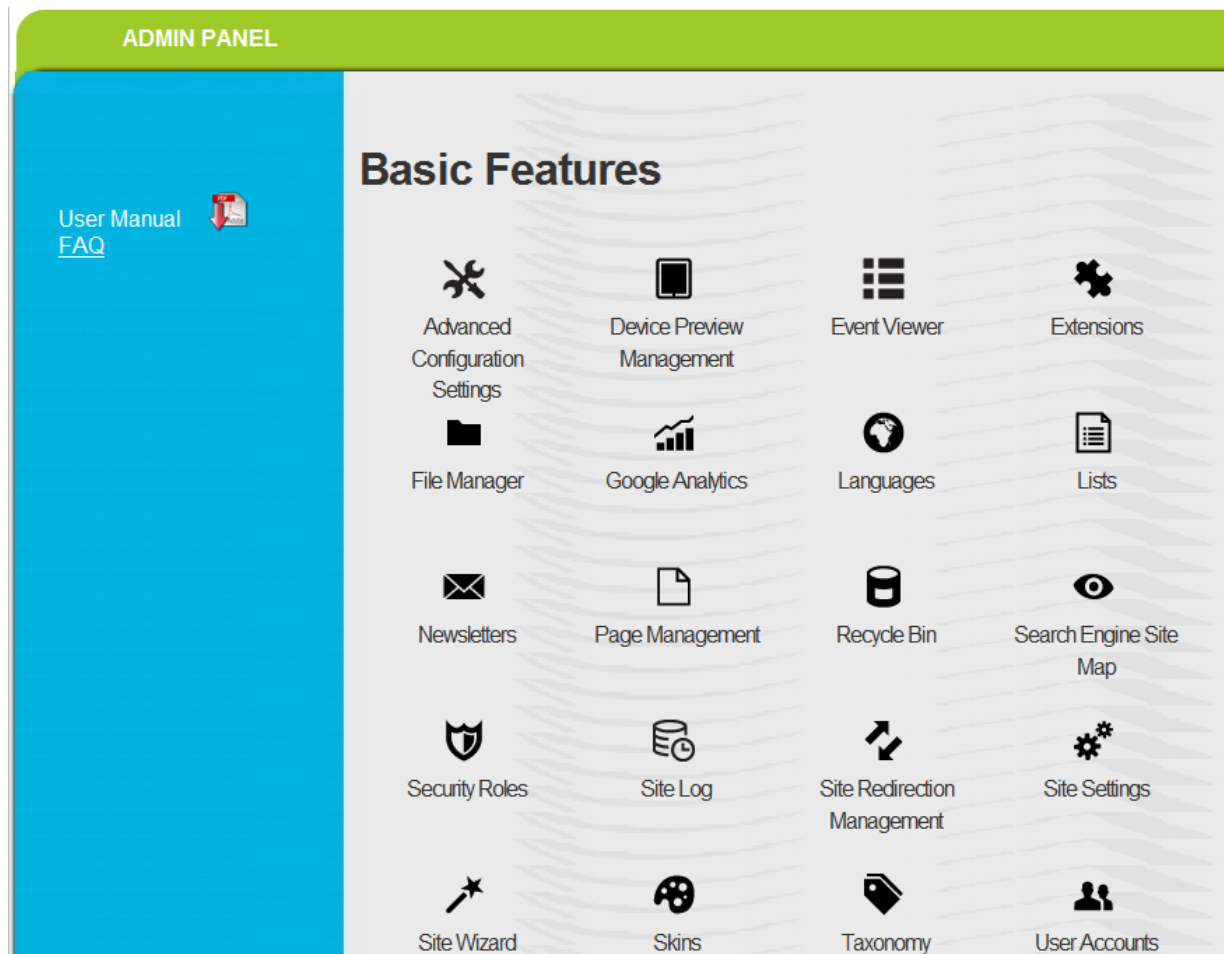 ADMIN PANEL
User Manual
FAQ
Basic Features
Advanced
Configuration
Settings
Device Preview
Management
Event Viewer
Extensions
File Manager
Google Analytics
Languages
Lists
Newsletters
Page Management
Recycle Bin
Search Engine Site
Map
Security Roles
Site Log
Site Redirection
Management
Site Settings
Site Wizard
Skins
Taxonomy
User Accounts